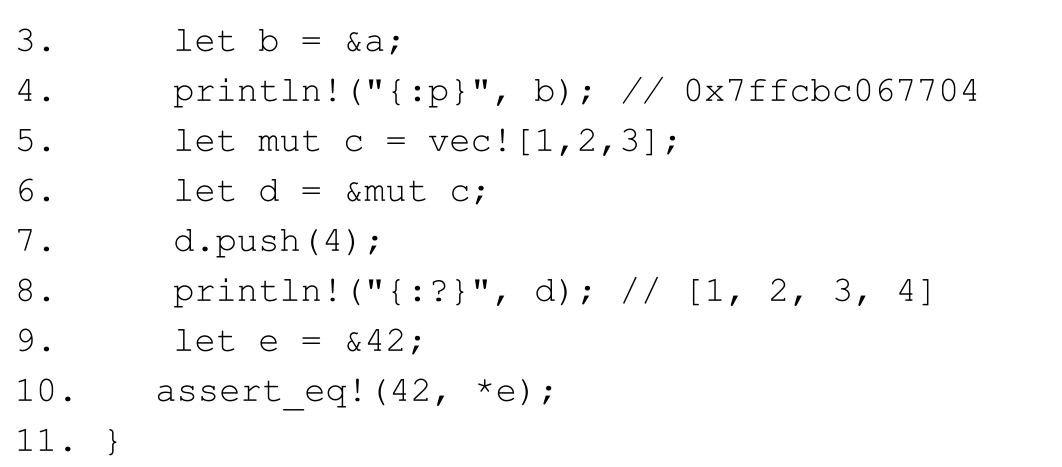 3.     let b = &a;
4.     println!("{:p}", b); // 0x7ffcbc067704
5.     let mut c = vec![1,2,3];
6.     let d = &mut c;
7.     d.push(4);
8.     println!("{:?}", d); // [1, 2, 3, 4]
9.     let e = &42;
10.    assert_eq!(42, *e);
11. }